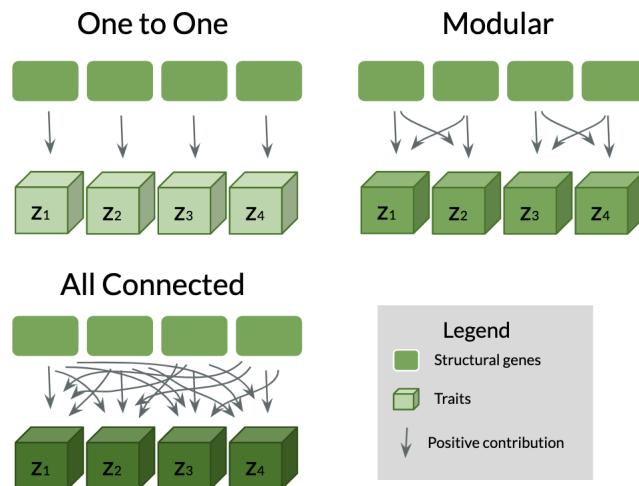 One to One
Z1 Z2 Z3 Z4
Modular
Z1 Z2 Z3 Z4
All Connected
Z1 Z2 Z3 Z4
Legend
Structural genes
Traits
Positive contribution